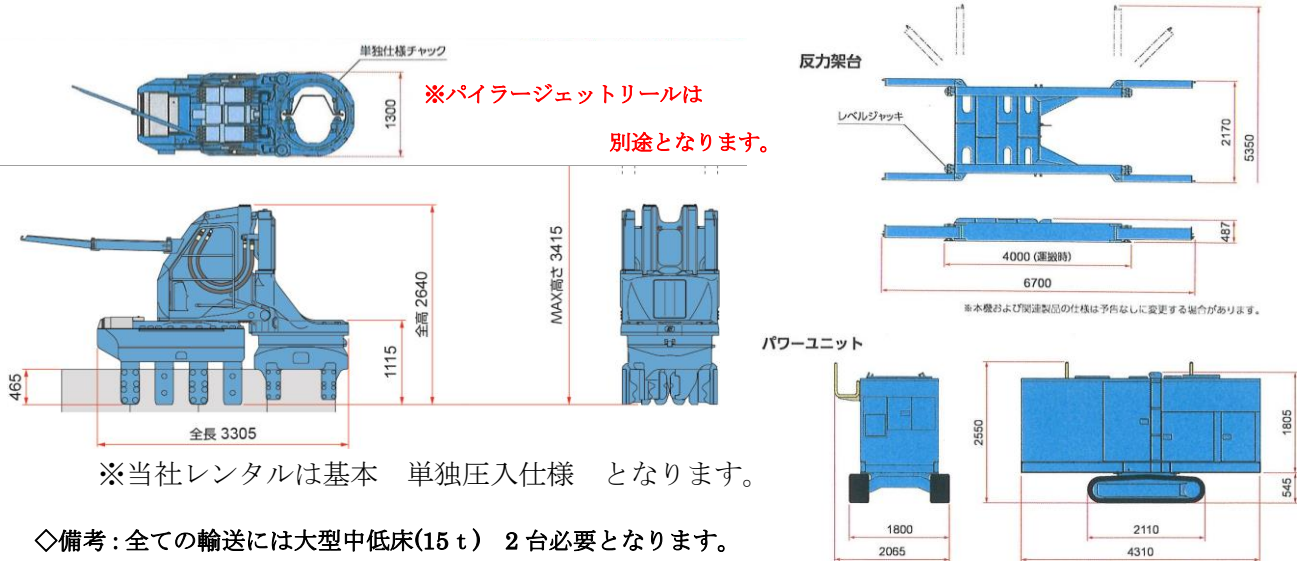 単独仕様チャック
1300
※パイラージェットリールは
別途となります。
465
全長 3305
1115
全高 2640
MAX高さ 3415
※当社レンタルは基本　単独圧入仕様　となります。
◇備考 : 全ての輸送には大型中低床(15ｔ)　2 台必要となります。
反力架台
レベルジャッキ
2170
5350
487
4000 (運搬時)
6700
※本機および関連製品の仕様は予告なしに変更する場合があります。
パワーユニット
2550
1800
2065
1805
545
2110
4310